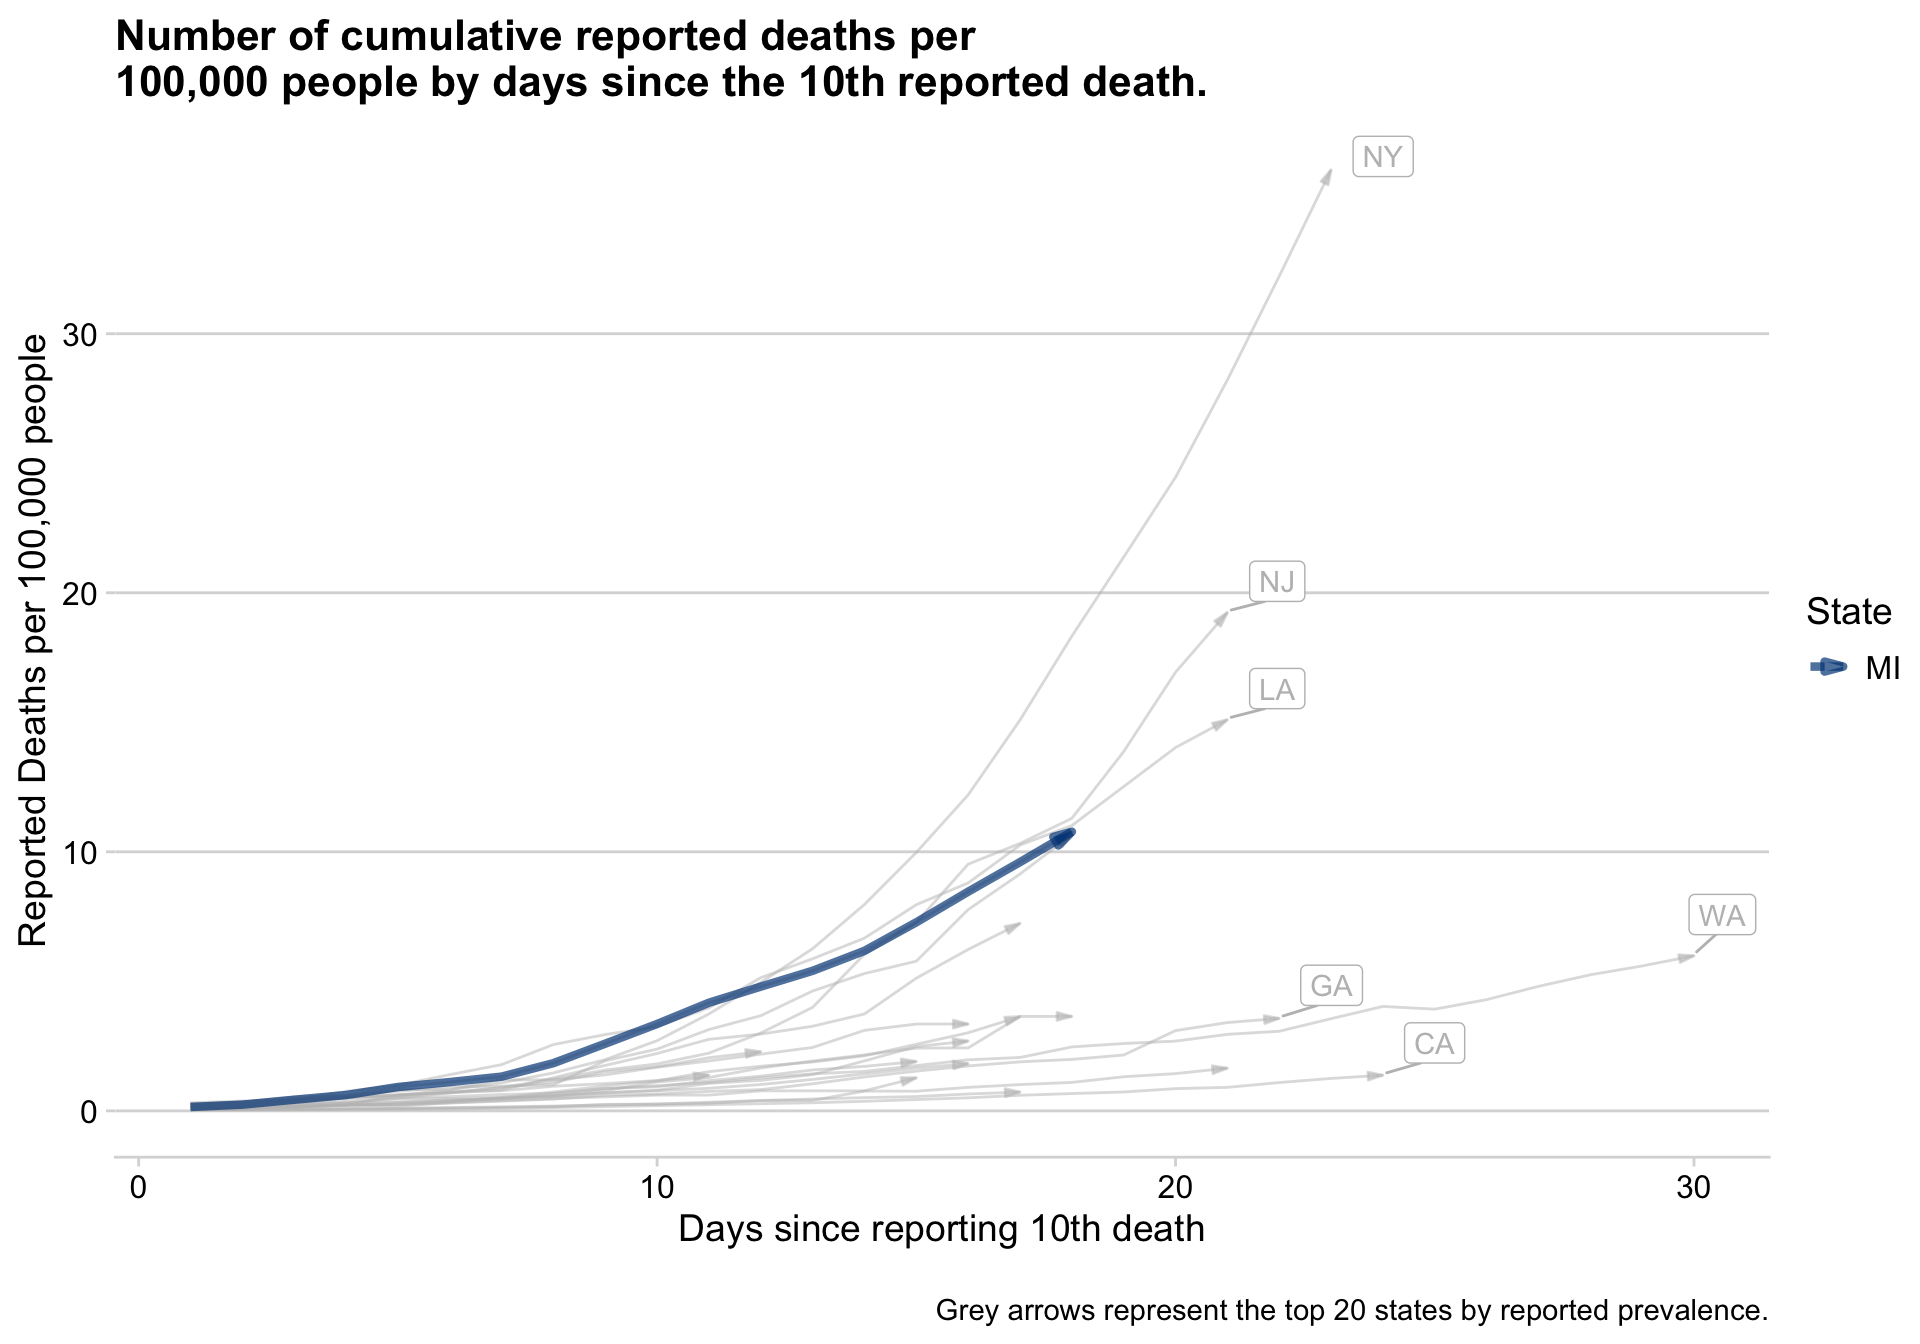 Number of cumulative reported deaths per
100,000 people by days since the 10th reported death.
Reported Deaths per 100,000 people
30
20
10
0
NY
NJ
LA
WA
GA
CA
State
MI
0 10 20 30
Days since reporting 10th death
Grey arrows represent the top 20 states by reported prevalence.